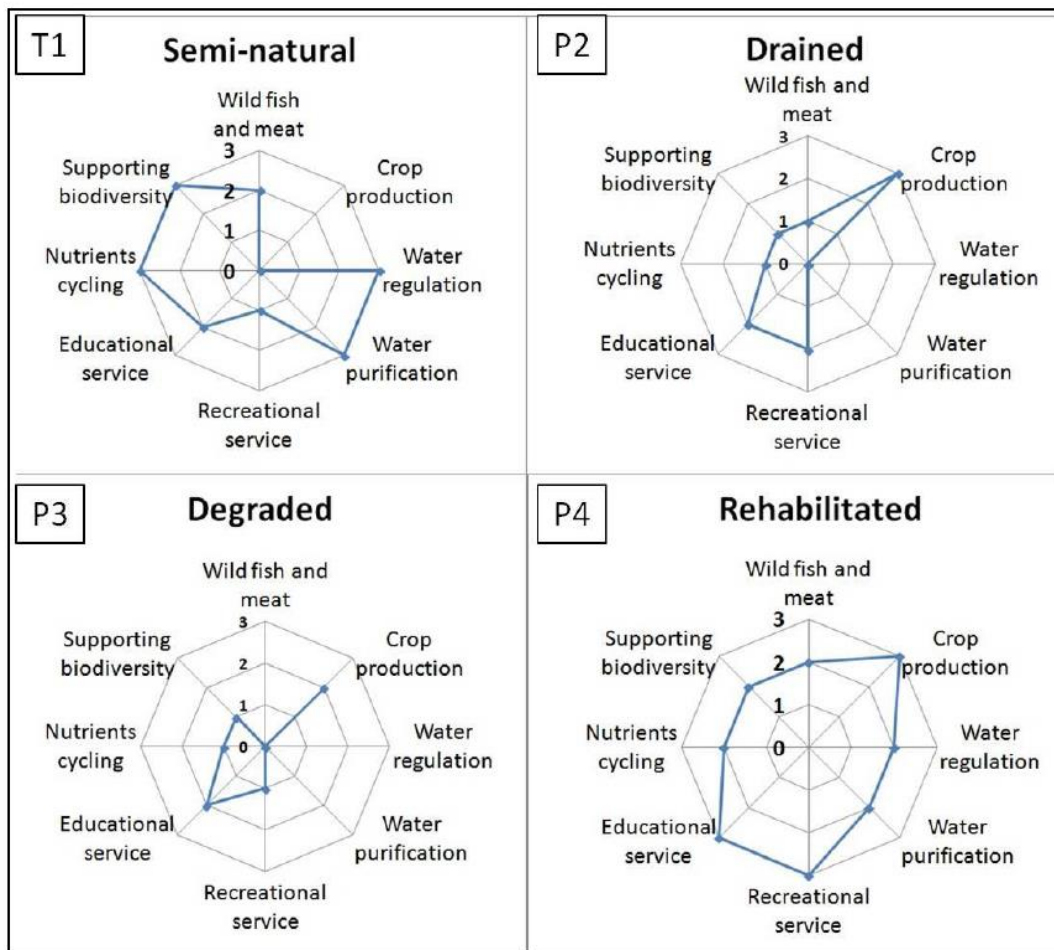 T1
Semi-natural
Wild fish
and meat
Crop
production
Water
regulation
Water
purification
Recreational
service
Educational
service
Nutrients
cycling
Supporting
biodiversity
3
2
1
0
P2
Drained
Wild fish and
meat
Crop
production
Water
regulation
Water
purification
Recreational
service
Educational
service
Nutrients
cycling
Supporting
biodiversity
3
2
1
0
P3
Degraded
Wild fish and
meat
Crop
production
Water
regulation
Water
purification
Recreational
service
Educational
service
Nutrients
cycling
Supporting
biodiversity
3
2
1
0
P4
Rehabilitated
Wild fish and
meat
Crop
production
Water
regulation
Water
purification
Recreational
service
Educational
service
Nutrients
cycling
Supporting
biodiversity
3
2
1
0